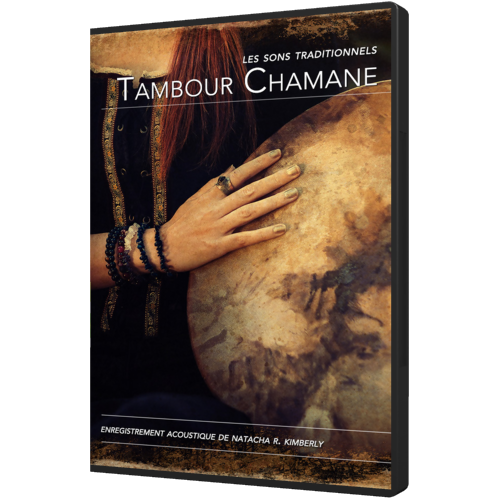 LES SONS TRADITIONNELS
TAMBOUR CHAMANE
ENREGISTREMENT ACOUSTIQUE DE NATACHA R. KIMBERLY